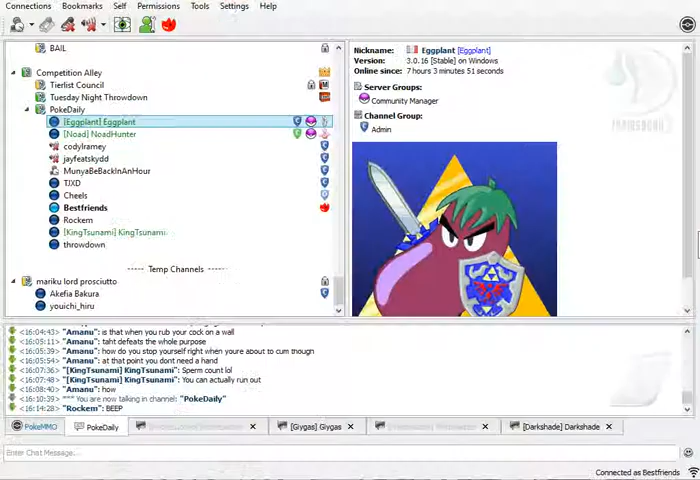 Connections Bookmarks Self Permissions Tools Settings Help
BAIL
Competition Alley
Tierlist Council
Tuesday Night Throwdown
PokeDaily
[Eggplant] Eggplant
[Noad] NoadHunter
codylramey
jayfeatskydd
MunyaBeBackInAnHour
TJXD
Cheels
Bestfriends
Rockem
[KingTsunami] KingTsunami
throwdown
Temp Channels
mariku lord prosciutto
Akefia Bakura
youichi_hiru
Nickname: Eggplant [Eggplant]
Version: 3.0.16 [Stable] on Windows
Online since: 7 hours 3 minutes 51 seconds
Server Groups:
Community Manager
Channel Group:
Admin
<16:04:43> "Amanu": is that when you rub your cock on a wall
<16:05:11> "Amanu": taht defeats the whole purpose
<16:05:39> "Amanu": how do you stop yourself right when youre about to cum though
<16:05:54> "Amanu": at that point you dont need a hand
<16:07:36> "[KingTsunami] KingTsunami": Sperm count lol
<16:07:48> "[KingTsunami] KingTsunami": You can actually run out
<16:08:40> "Amanu": how
<16:10:39> *** You are now talking in channel: "PokeDaily"
<16:14:28> "Rockem": BEEP
PokeMMO PokeDaily [Giygas] Giygas [Darkshade] Darkshade
Enter Chat Message...
Connected as Bestfriends